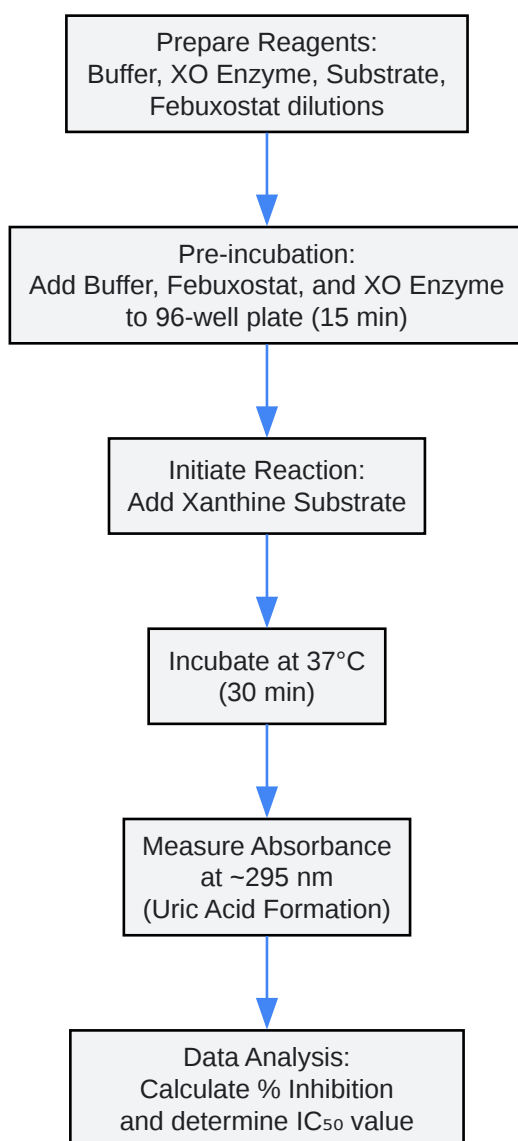 Prepare Reagents:
Buffer, XO Enzyme, Substrate,
Febuxostat dilutions
Pre-incubation:
Add Buffer, Febuxostat, and XO Enzyme
to 96-well plate (15 min)
Initiate Reaction:
Add Xanthine Substrate
Incubate at 37°C
(30 min)
Measure Absorbance
at ~295 nm
(Uric Acid Formation)
Data Analysis:
Calculate % Inhibition
and determine IC₅₀ value